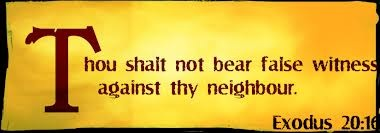 Thou shalt not bear false witness
against thy neighbour.
Exodus 20:16